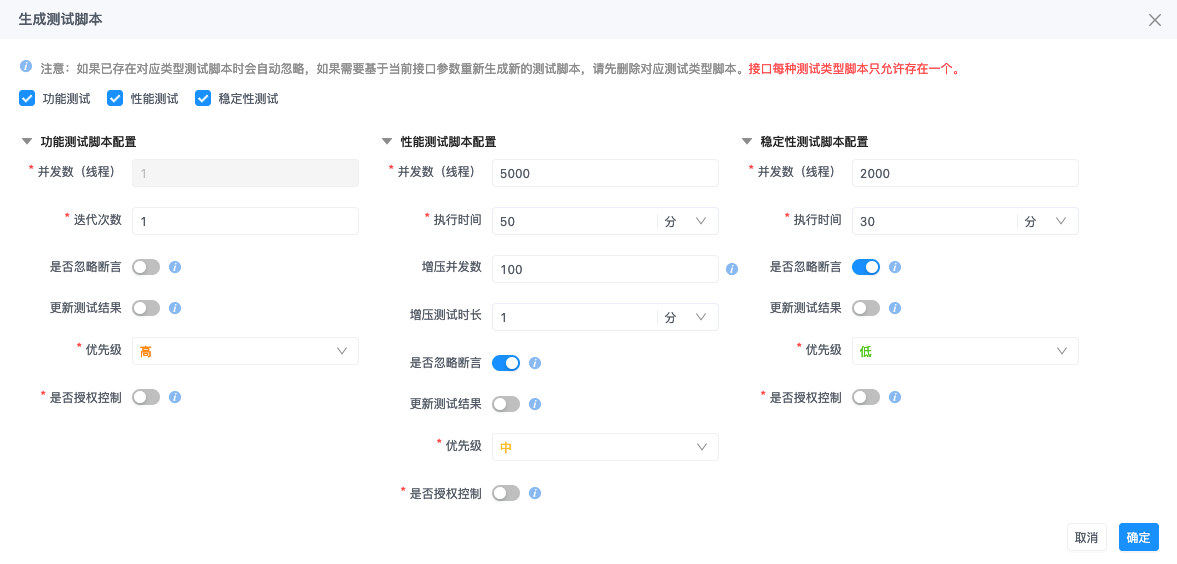 生成测试脚本
注意：如果已存在对应类型测试脚本时会自动忽略，如果需要基于当前接口参数重新生成新的测试脚本，请先删除对应测试类型脚本。接口每种测试类型脚本只允许存在一个。
功能测试 性能测试 稳定性测试
功能测试脚本配置
* 并发数（线程） 1
* 迭代次数 1
是否忽略断言
更新测试结果
* 优先级 高
* 是否授权控制
性能测试脚本配置
* 并发数（线程） 5000
* 执行时间 50 分
增压并发数 100
增压测试时长 1 分
是否忽略断言
更新测试结果
* 优先级 中
* 是否授权控制
稳定性测试脚本配置
* 并发数（线程） 2000
* 执行时间 30 分
是否忽略断言
更新测试结果
* 优先级 低
* 是否授权控制
取消 确定